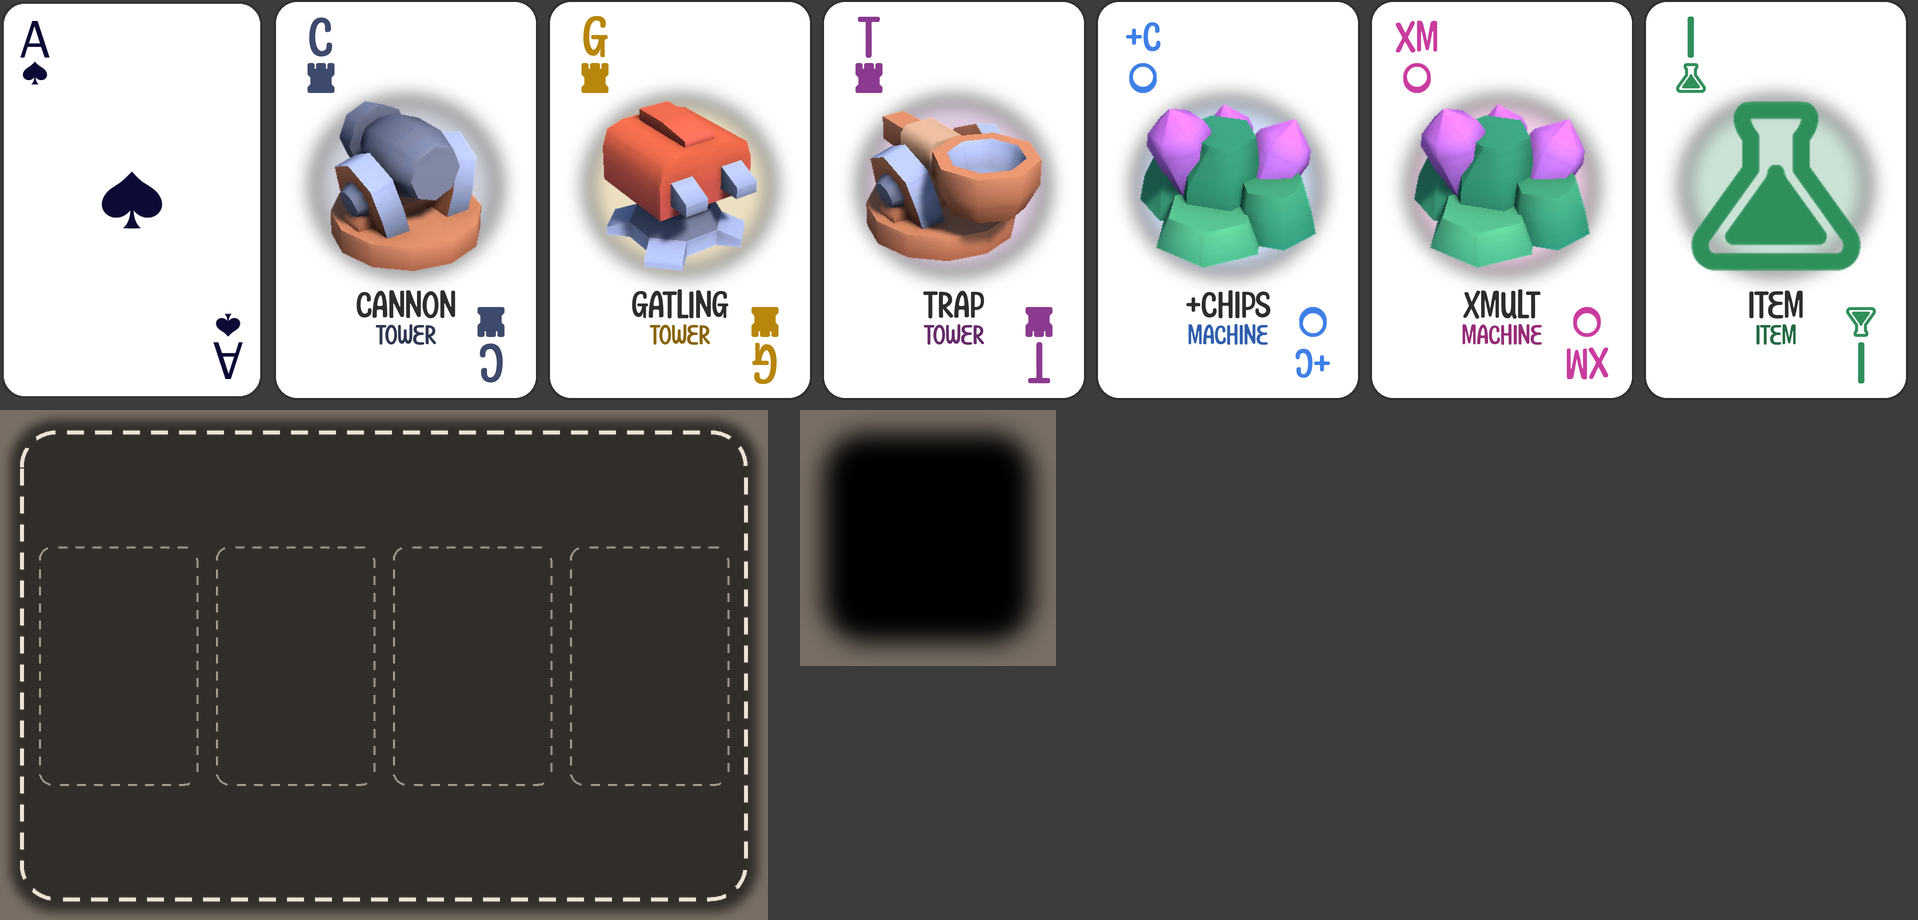 A
C
G
T
+C
XM
I
CANNON
TOWER
GATLING
TOWER
TRAP
TOWER
+CHIPS
MACHINE
XMULT
MACHINE
ITEM
ITEM
A
C
G
T
+C
XM
I